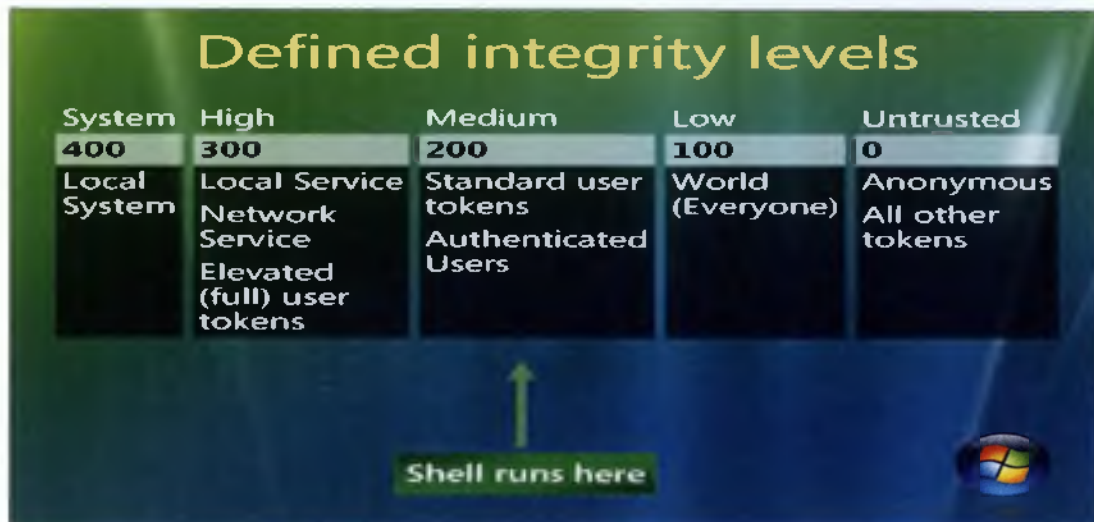 Defined integrity levels
System High Medium Low Untrusted
400 300 200 100 0
Local System
Local Service
Network Service
Elevated (full) user tokens
Standard user tokens
Authenticated Users
World (Everyone)
Anonymous
All other tokens
Shell runs here